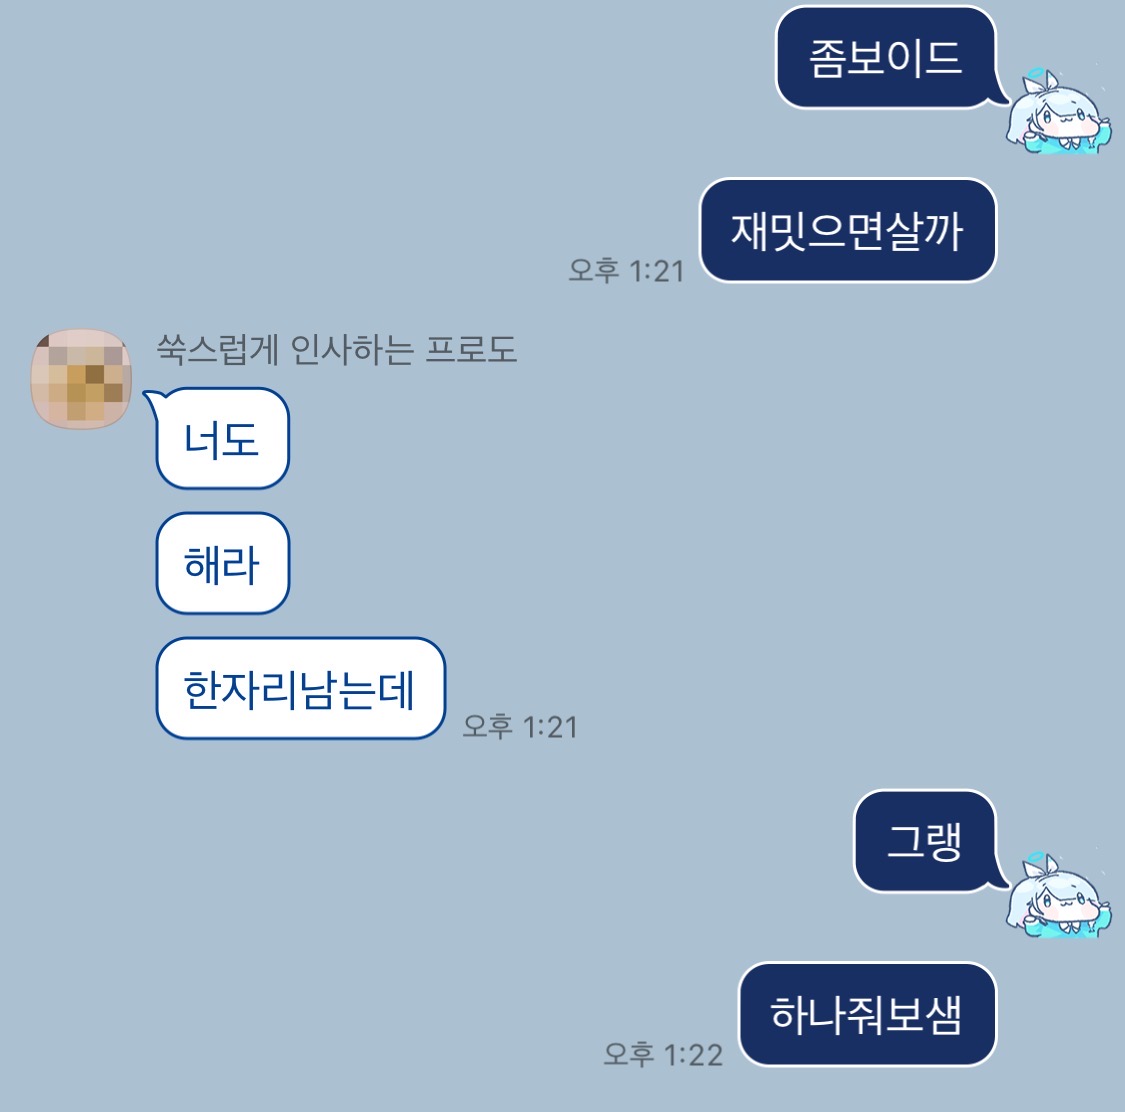 좀보이드
재밋으면살까
오후 1:21
쑥스럽게 인사하는 프로도
너도
해라
한자리남는데
오후 1:21
그랭
하나줘보샘
오후 1:22